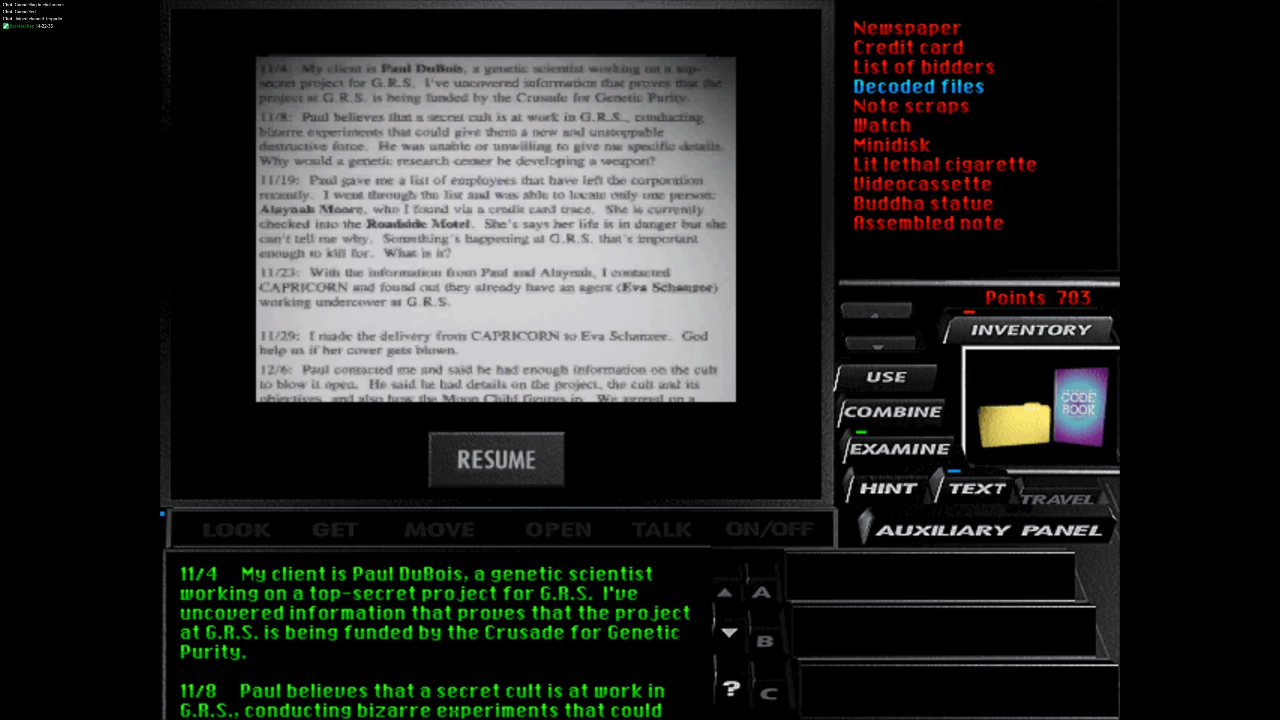 Chat: Connected
11/4: My client is Paul DuBois, a genetic scientist working on a top-
secret project for G.R.S. I've uncovered information that proves that the
project at G.R.S. is being funded by the Crusade for Genetic Purity.
11/8: Paul believes that a secret cult is at work in G.R.S., conducting
bizarre experiments that could give them a new and unstoppable
destructive force. He was unable or unwilling to give me specific details.
Why would a genetic research center be developing a weapon?
11/19: Paul gave me a list of employees that have left the corporation
recently. I went through the list and was able to locate only one person:
Alaynah Moore, who I found via a credit card trace. She is currently
checked into the Roadside Motel. She's says her life is in danger but she
can't tell me why. Something's happening at G.R.S. that's important
enough to kill for. What is it?
11/23: With the information from Paul and Alaynah, I contacted
CAPRICORN and found out they already have an agent (Eva Schanzee)
working undercover at G.R.S.
11/29: I made the delivery from CAPRICORN to Eva Schanzee. God
help us if her cover gets blown.
12/6: Paul contacted me and said he had enough information on the cult
to blow it open. He said he had details on the project, the cult and its
objectives, and also how the Moon Child figures in. We agreed on a
RESUME
Newspaper
Credit card
List of bidders
Decoded files
Note scraps
Watch
Minidisk
Lit lethal cigarette
Videocassette
Buddha statue
Assembled note
Points 703
INVENTORY
USE
COMBINE
EXAMINE
CODE
BOOK
HINT TEXT TRAVEL
AUXILIARY PANEL
LOOK GET MOVE OPEN TALK ON/OFF
11/4 My client is Paul DuBois, a genetic scientist
working on a top-secret project for G.R.S. I've
uncovered information that proves that the project
at G.R.S. is being funded by the Crusade for Genetic
Purity.
11/8 Paul believes that a secret cult is at work in
G.R.S., conducting bizarre experiments that could
A
B
? C